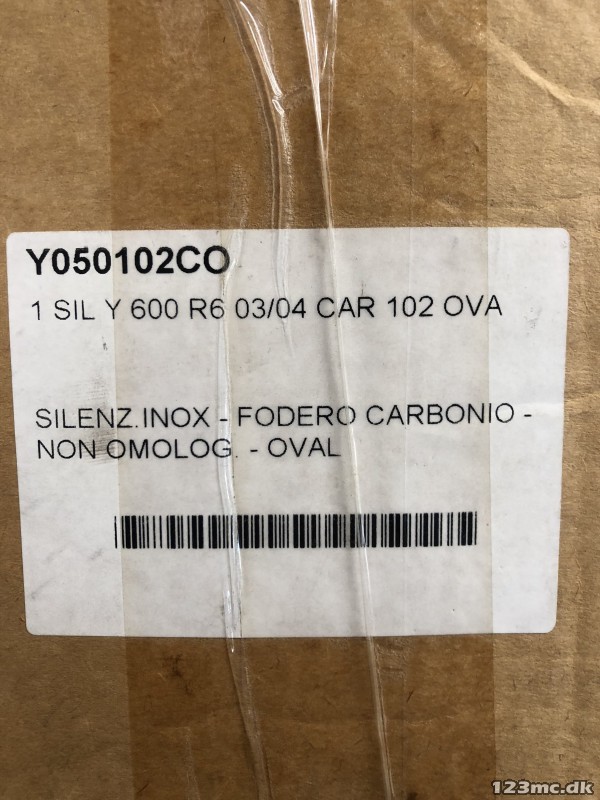 Y050102CO
1 SIL Y 600 R6 03/04 CAR 102 OVA
SILENZ.INOX - FODERO CARBONIO -
NON OMOLOG. - OVAL
123mc.dk